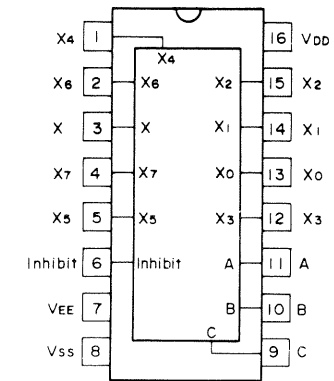 X4 1 16 VDD
X4
X6 2 X6 X2 15 X2
X 3 X X1 14 X1
X7 4 X7 X0 13 X0
X5 5 X5 X3 12 X3
Inhibit 6 Inhibit A 11 A
VEE 7 B 10 B
C
VSS 8 9 C